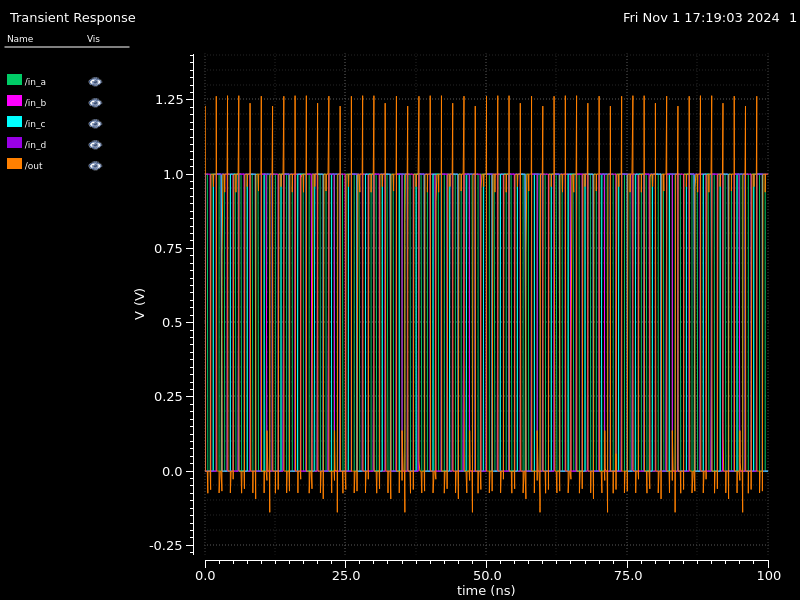 Transient Response
Fri Nov 1 17:19:03 2024 1
Name Vis
/in_a
/in_b
/in_c
/in_d
/out
1.25
1.0
0.75
0.5
0.25
0.0
-0.25
V (V)
0.0 25.0 50.0 75.0 100
time (ns)